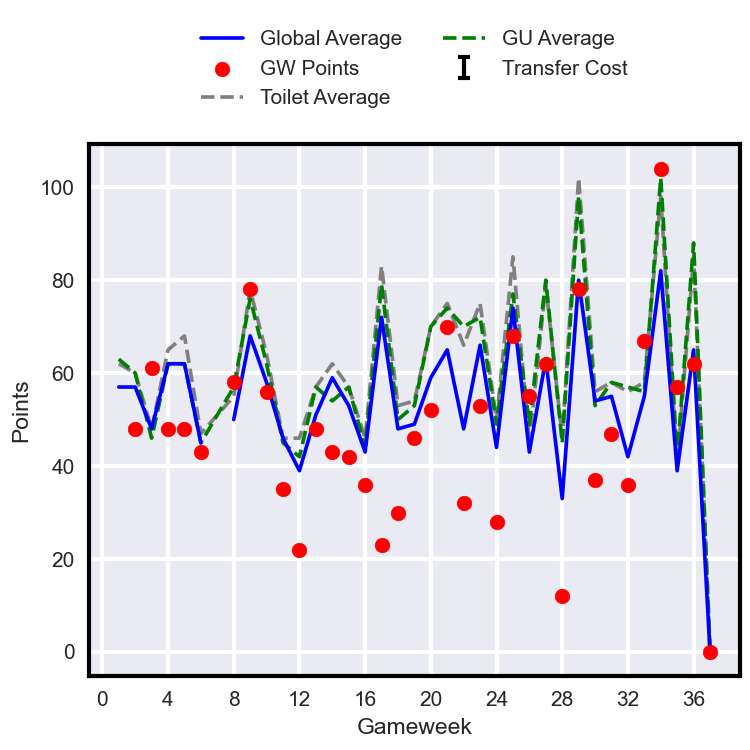 Global Average
GW Points
Toilet Average
GU Average
Transfer Cost
Points
100
80
60
40
20
0
0 4 8 12 16 20 24 28 32 36
Gameweek